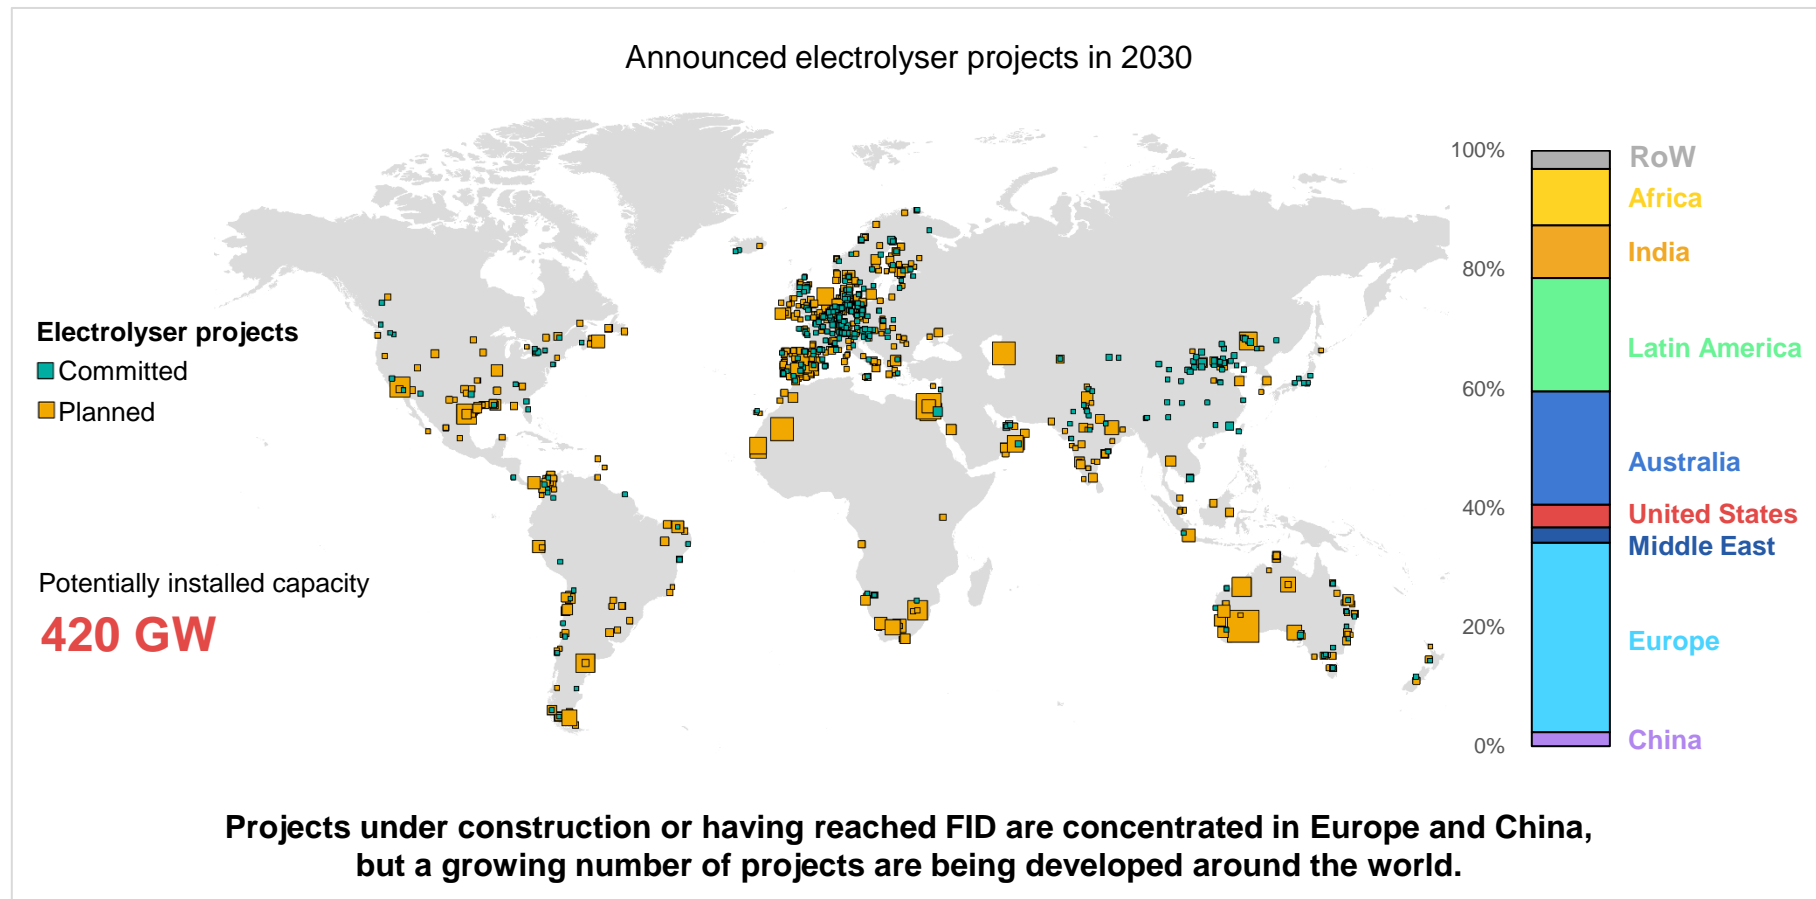 Announced electrolyser projects in 2030
Electrolyser projects
Committed
Planned
Potentially installed capacity
420 GW
100%
80%
60%
40%
20%
0%
RoW
Africa
India
Latin America
Australia
United States
Middle East
Europe
China
Projects under construction or having reached FID are concentrated in Europe and China,
but a growing number of projects are being developed around the world.